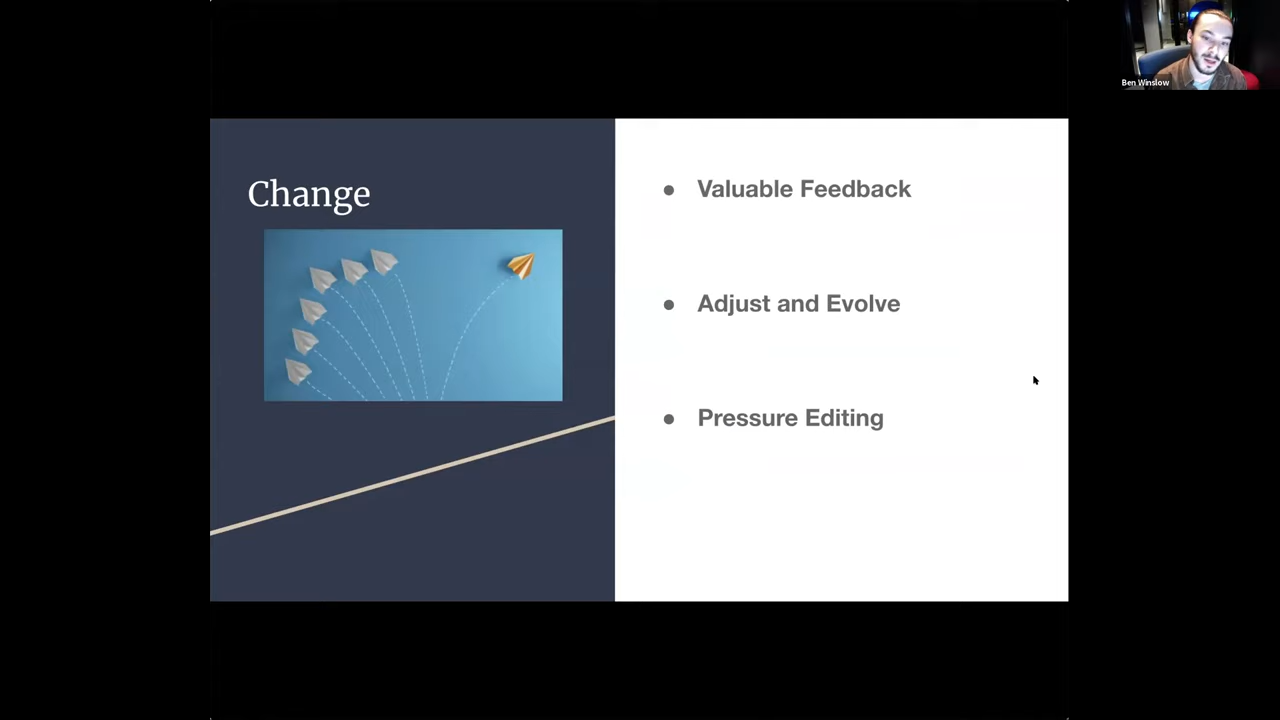 Ben Winslow
Change
● Valuable Feedback
● Adjust and Evolve
● Pressure Editing